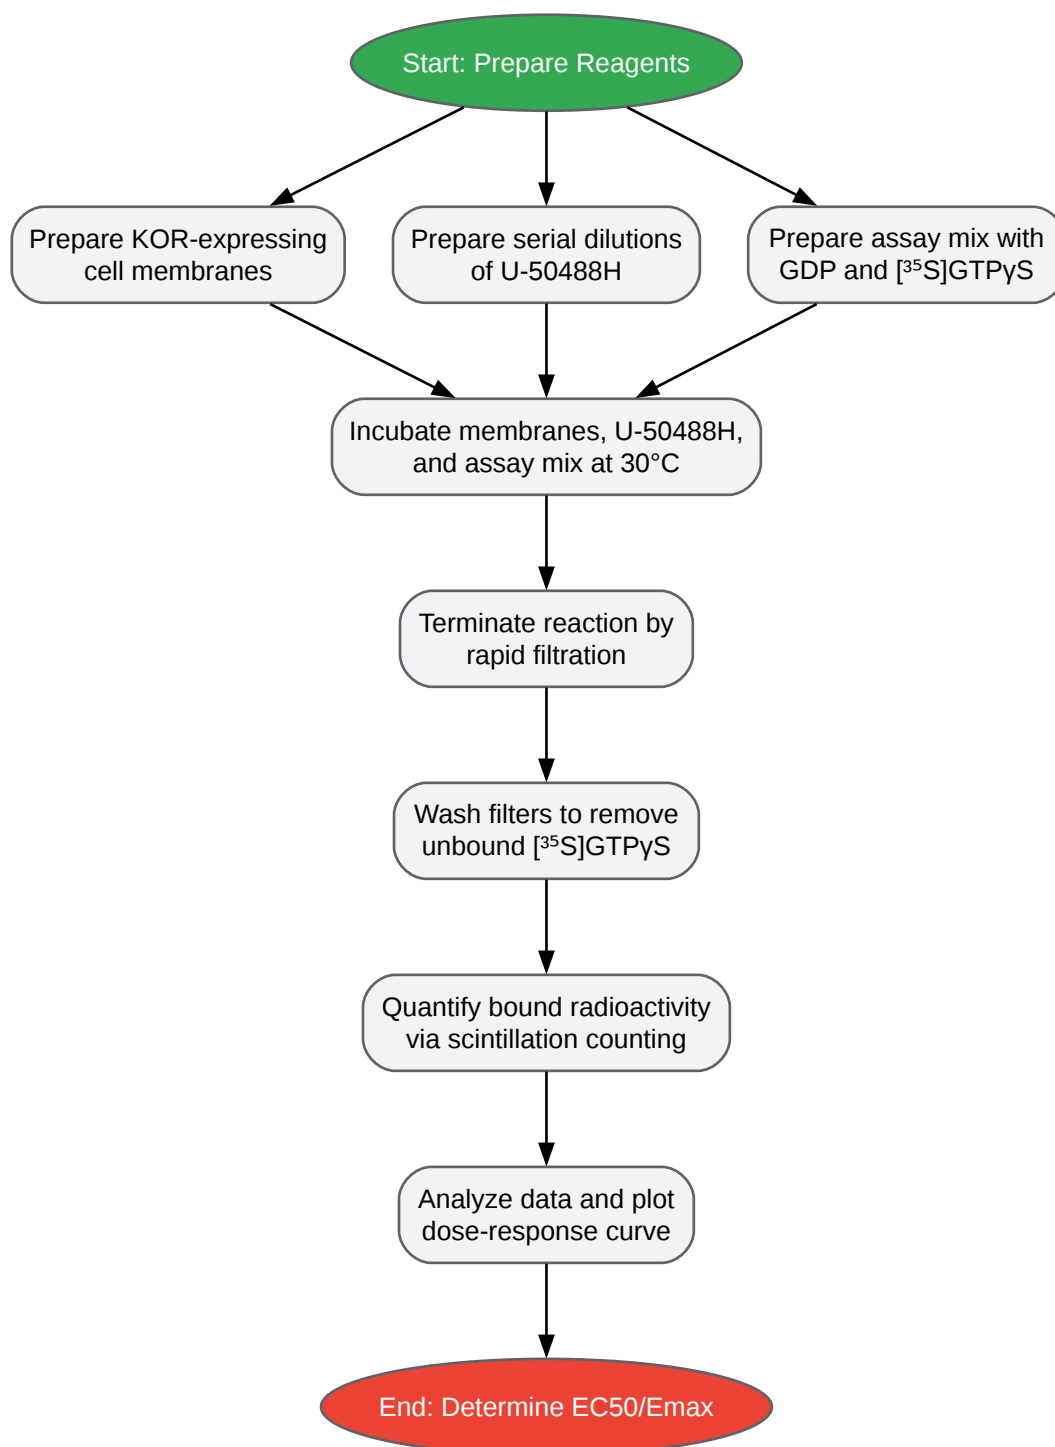 Start: Prepare Reagents
Prepare KOR-expressing
cell membranes
Prepare serial dilutions
of U-50488H
Prepare assay mix with
GDP and [³⁵S]GTPγS
Incubate membranes, U-50488H,
and assay mix at 30°C
Terminate reaction by
rapid filtration
Wash filters to remove
unbound [³⁵S]GTPγS
Quantify bound radioactivity
via scintillation counting
Analyze data and plot
dose-response curve
End: Determine EC50/Emax